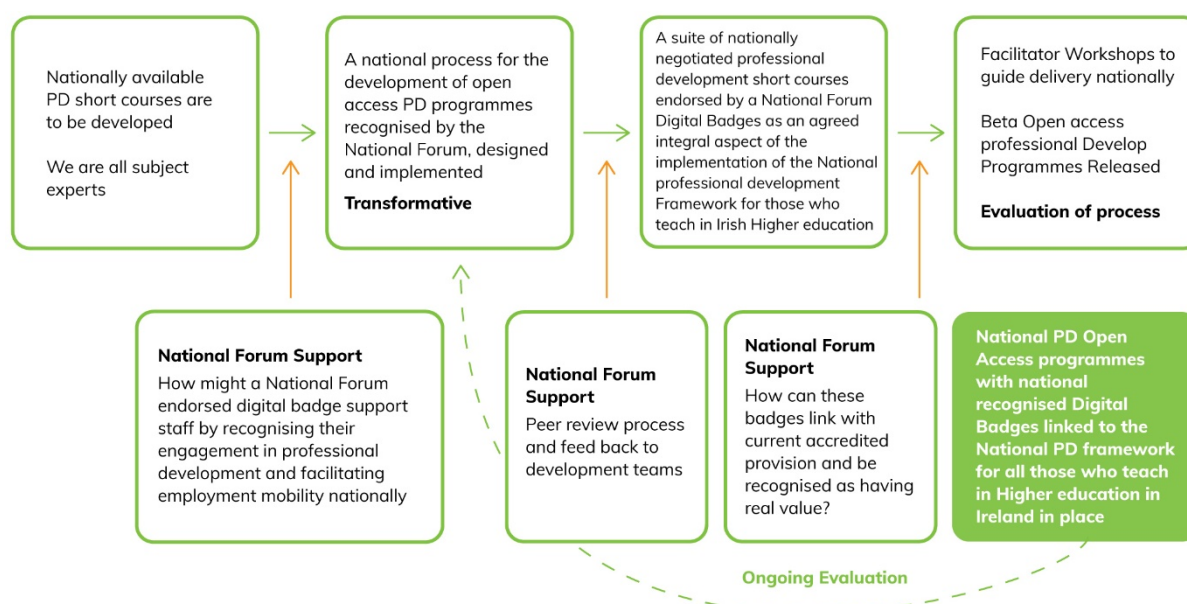 Nationally available
PD short courses are
to be developed
We are all subject
experts
A national process for the
development of open
access PD programmes
recognised by the
National Forum, designed
and implemented
Transformative
A suite of nationally
negotiated professional
development short courses
endorsed by a National Forum
Digital Badges as an agreed
integral aspect of the
implementation of the National
professional development
Framework for those who
teach in Irish Higher education
Facilitator Workshops to
guide delivery nationally
Beta Open access
professional Develop
Programmes Released
Evaluation of process
National Forum Support
How might a National Forum
endorsed digital badge support
staff by recognising their
engagement in professional
development and facilitating
employment mobility nationally
National Forum
Support
Peer review process
and feed back to
development teams
National Forum
Support
How can these
badges link with
current accredited
provision and be
recognised as having
real value?
National PD Open
Access programmes
with national
recognised Digital
Badges linked to the
National PD framework
for all those who teach
in Higher education in
Ireland in place
Ongoing Evaluation